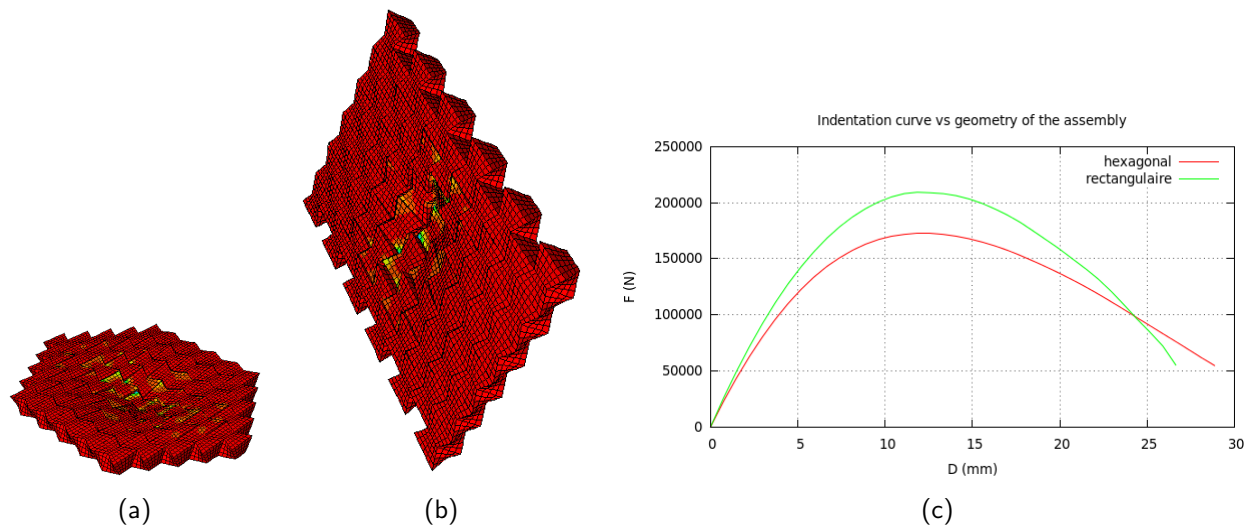 Indentation curve vs geometry of the assembly
250000
200000
150000
100000
50000
0
F (N)
hexagonal
rectangulaire
0 5 10 15 20 25 30
D (mm)
(a) (b) (c)